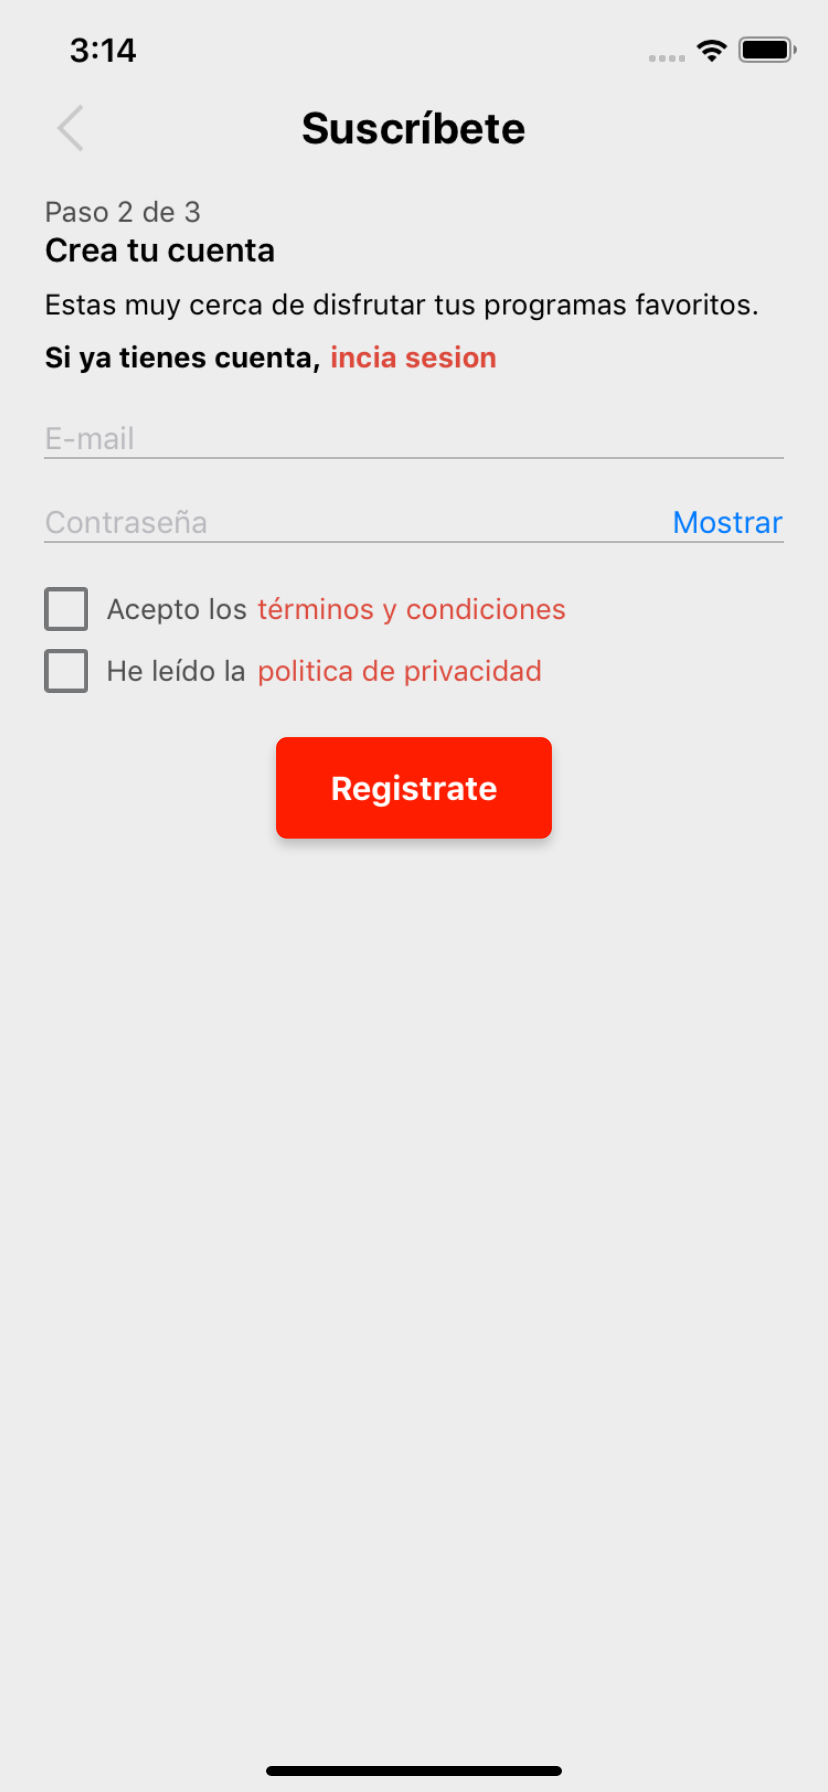 3:14
Suscríbete
Paso 2 de 3
Crea tu cuenta
Estas muy cerca de disfrutar tus programas favoritos.
Si ya tienes cuenta, incia sesion
E-mail
Contraseña Mostrar
Acepto los términos y condiciones
He leído la politica de privacidad
Registrate